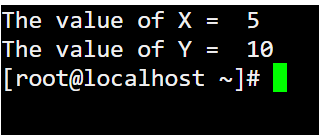 The value of X =  5
The value of Y =  10
[root@localhost ~]#